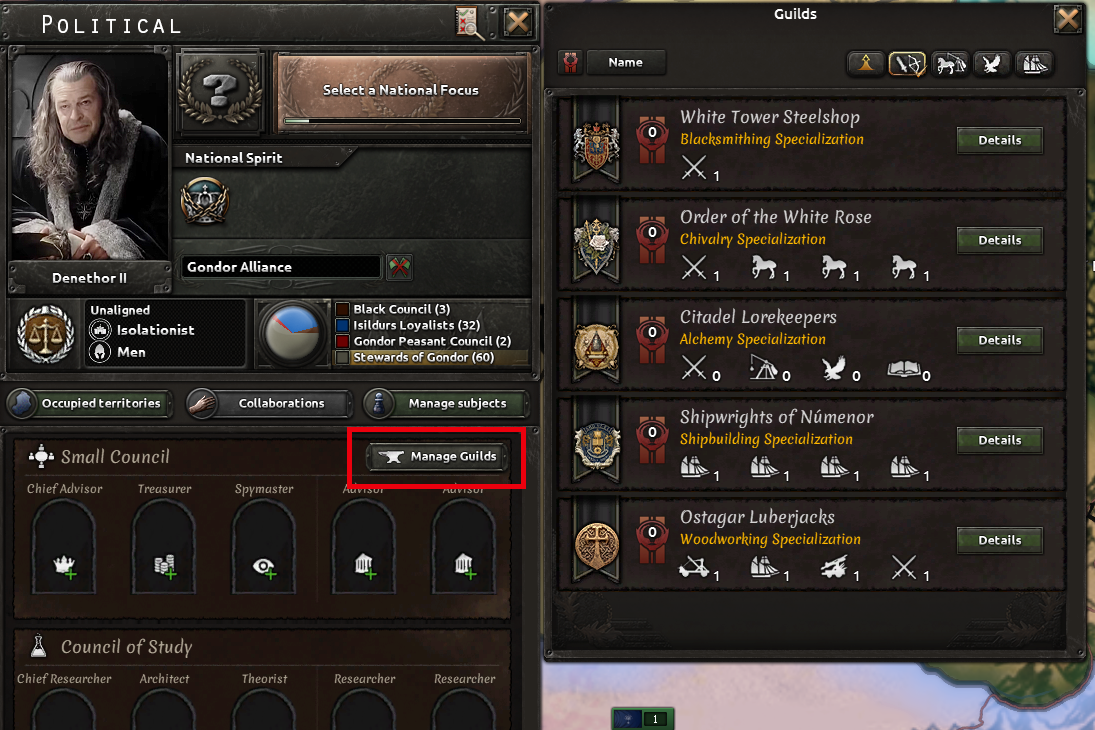 Political
Select a National Focus
National Spirit
Gondor Alliance
Denethor II
Unaligned
Isolationist
Men
Black Council (3)
Isildurs Loyalists (32)
Gondor Peasant Council (2)
Stewards of Gondor (60)
Occupied territories
Collaborations
Manage subjects
Small Council
Manage Guilds
Chief Advisor
Treasurer
Spymaster
Advisor
Advisor
Council of Study
Chief Researcher
Architect
Theorist
Researcher
Researcher
Guilds
Name
White Tower Steelshop
0
Blacksmithing Specialization
1
Details
Order of the White Rose
0
Chivalry Specialization
1 1 1 1
Details
Citadel Lorekeepers
0
Alchemy Specialization
0 0 0 0
Details
Shipwrights of Númenor
0
Shipbuilding Specialization
1 1 1 1
Details
Ostagar Luberjacks
0
Woodworking Specialization
1 1 1 1
Details
1